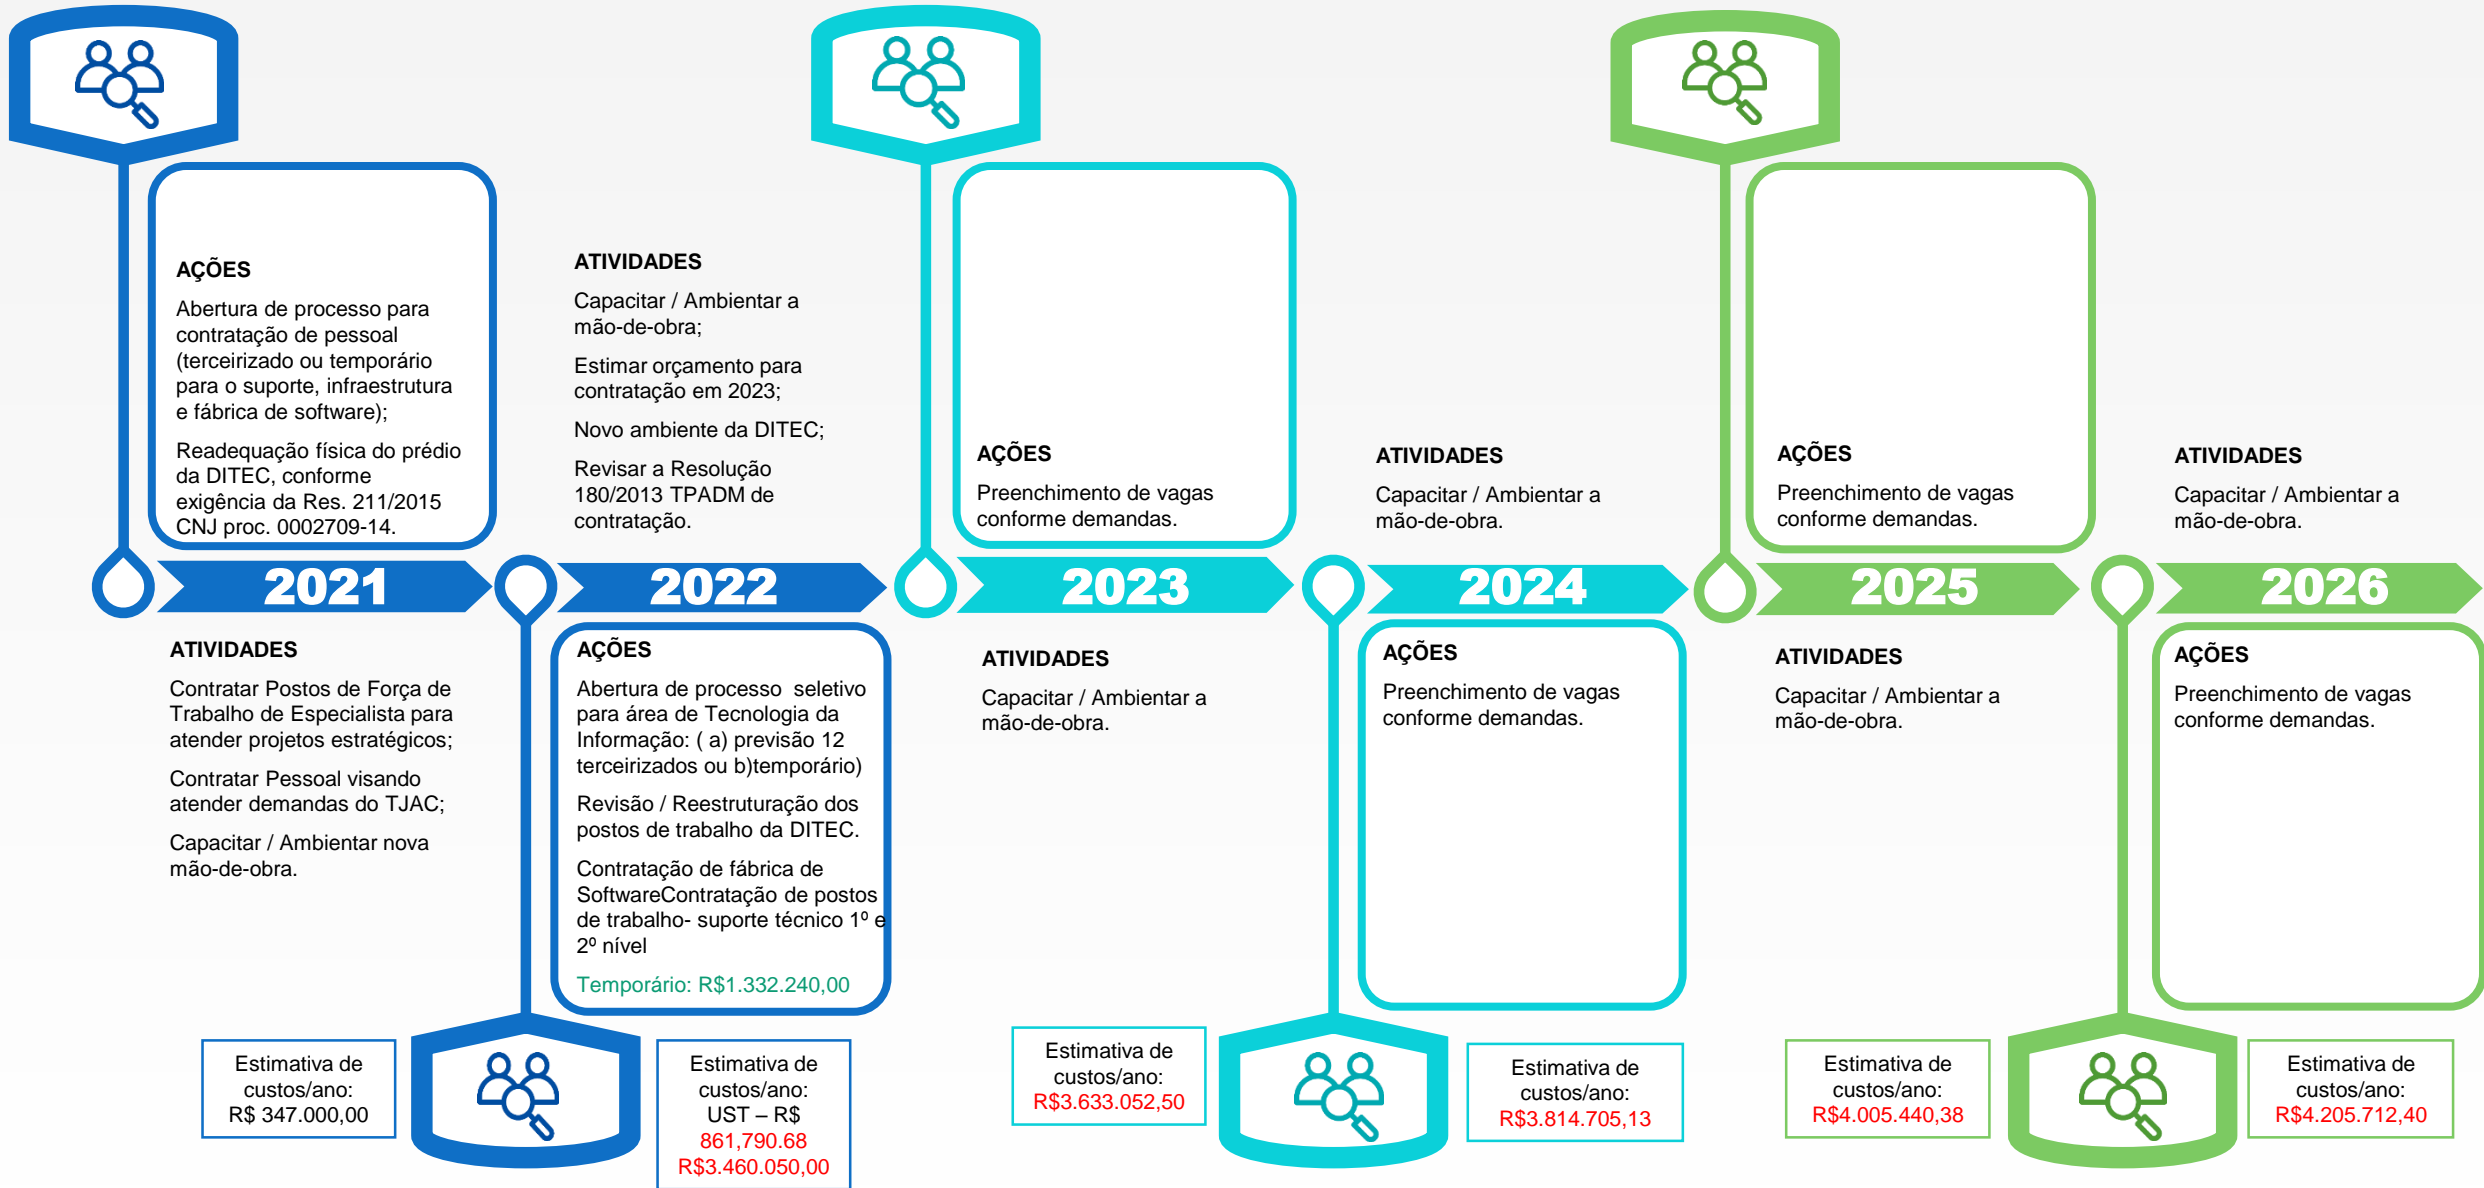 AÇÕES
Abertura de processo para
contratação de pessoal
(terceirizado ou temporário
para o suporte, infraestrutura
e fábrica de software);
Readequação física do prédio
da DITEC, conforme
exigência da Res. 211/2015
CNJ proc. 0002709-14.
2021
ATIVIDADES
Contratar Postos de Força de
Trabalho de Especialista para
atender projetos estratégicos;
Contratar Pessoal visando
atender demandas do TJAC;
Capacitar / Ambientar nova
mão-de-obra.
Estimativa de
custos/ano:
R$ 347.000,00
ATIVIDADES
Capacitar / Ambientar a
mão-de-obra;
Estimar orçamento para
contratação em 2023;
Novo ambiente da DITEC;
Revisar a Resolução
180/2013 TPADM de
contratação.
2022
AÇÕES
Abertura de processo  seletivo
para área de Tecnologia da
Informação: ( a) previsão 12
terceirizados ou b)temporário)
Revisão / Reestruturação dos
postos de trabalho da DITEC.
Contratação de fábrica de
SoftwareContratação de postos
de trabalho- suporte técnico 1º e
2º nível
Temporário: R$1.332.240,00
Estimativa de
custos/ano:
UST – R$
861,790.68
R$3.460.050,00
AÇÕES
Preenchimento de vagas
conforme demandas.
2023
ATIVIDADES
Capacitar / Ambientar a
mão-de-obra.
Estimativa de
custos/ano:
R$3.633.052,50
ATIVIDADES
Capacitar / Ambientar a
mão-de-obra.
2024
AÇÕES
Preenchimento de vagas
conforme demandas.
Estimativa de
custos/ano:
R$3.814.705,13
AÇÕES
Preenchimento de vagas
conforme demandas.
2025
ATIVIDADES
Capacitar / Ambientar a
mão-de-obra.
Estimativa de
custos/ano:
R$4.005.440,38
ATIVIDADES
Capacitar / Ambientar a
mão-de-obra.
2026
AÇÕES
Preenchimento de vagas
conforme demandas.
Estimativa de
custos/ano:
R$4.205.712,40